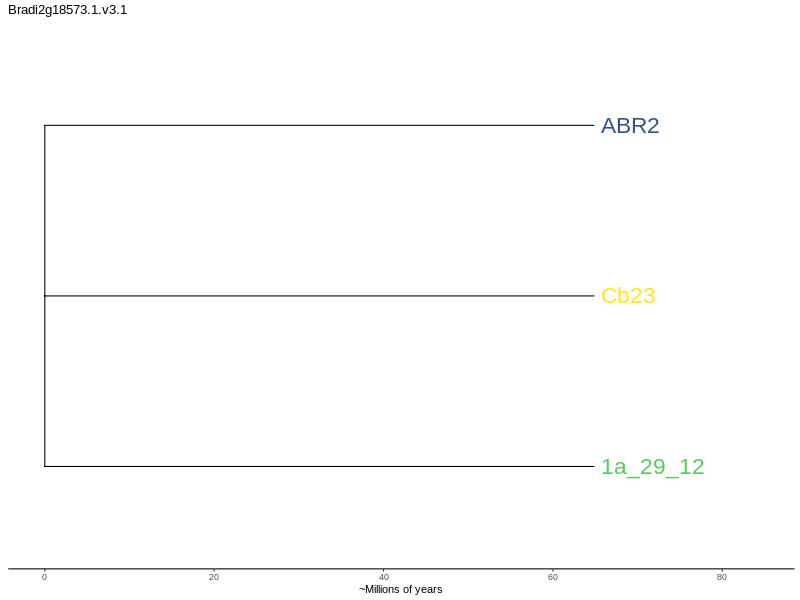 Bradi2g18573.1.v3.1
ABR2
Cb23
1a_29_12
0 20 40 60 80
~Millions of years